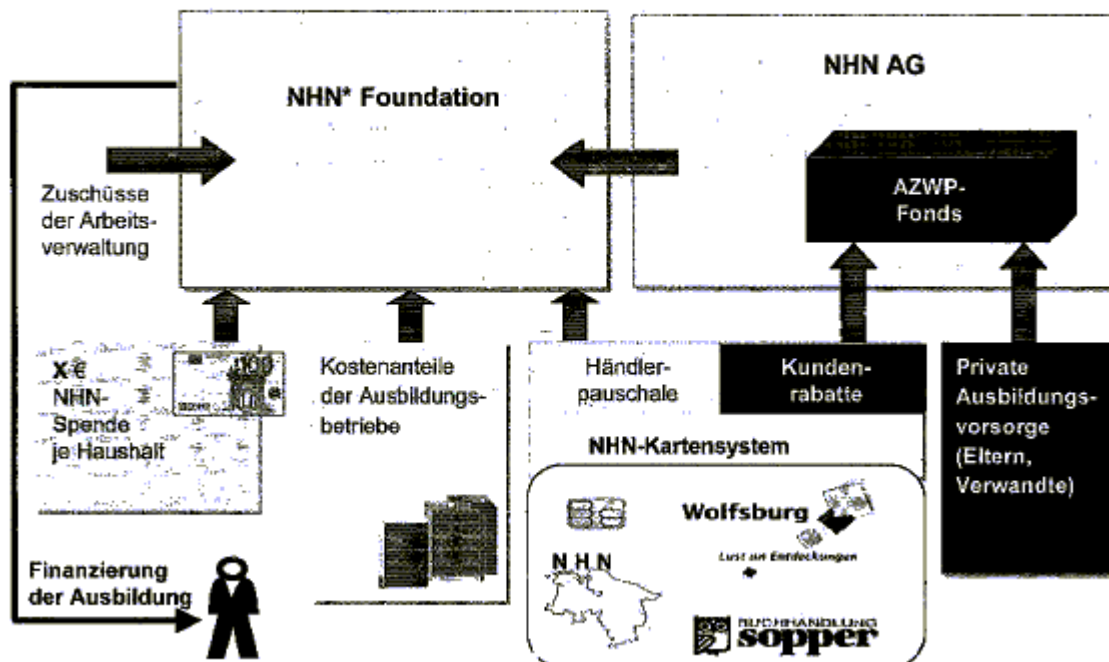 NHN* Foundation
NHN AG
AZWP-
Fonds
Zuschüsse
der Arbeits-
verwaltung
X €
NHN-
Spende
je Haushalt
100
Kostenanteile
der Ausbildungs-
betriebe
Händler-
pauschale
Kunden-
rabatte
Private
Ausbildungs-
vorsorge
(Eltern,
Verwandte)
NHN-Kartensystem
Wolfsburg
Lust an Entdeckungen
N H N
BUCHHANDLUNG
sopper
Finanzierung
der Ausbildung